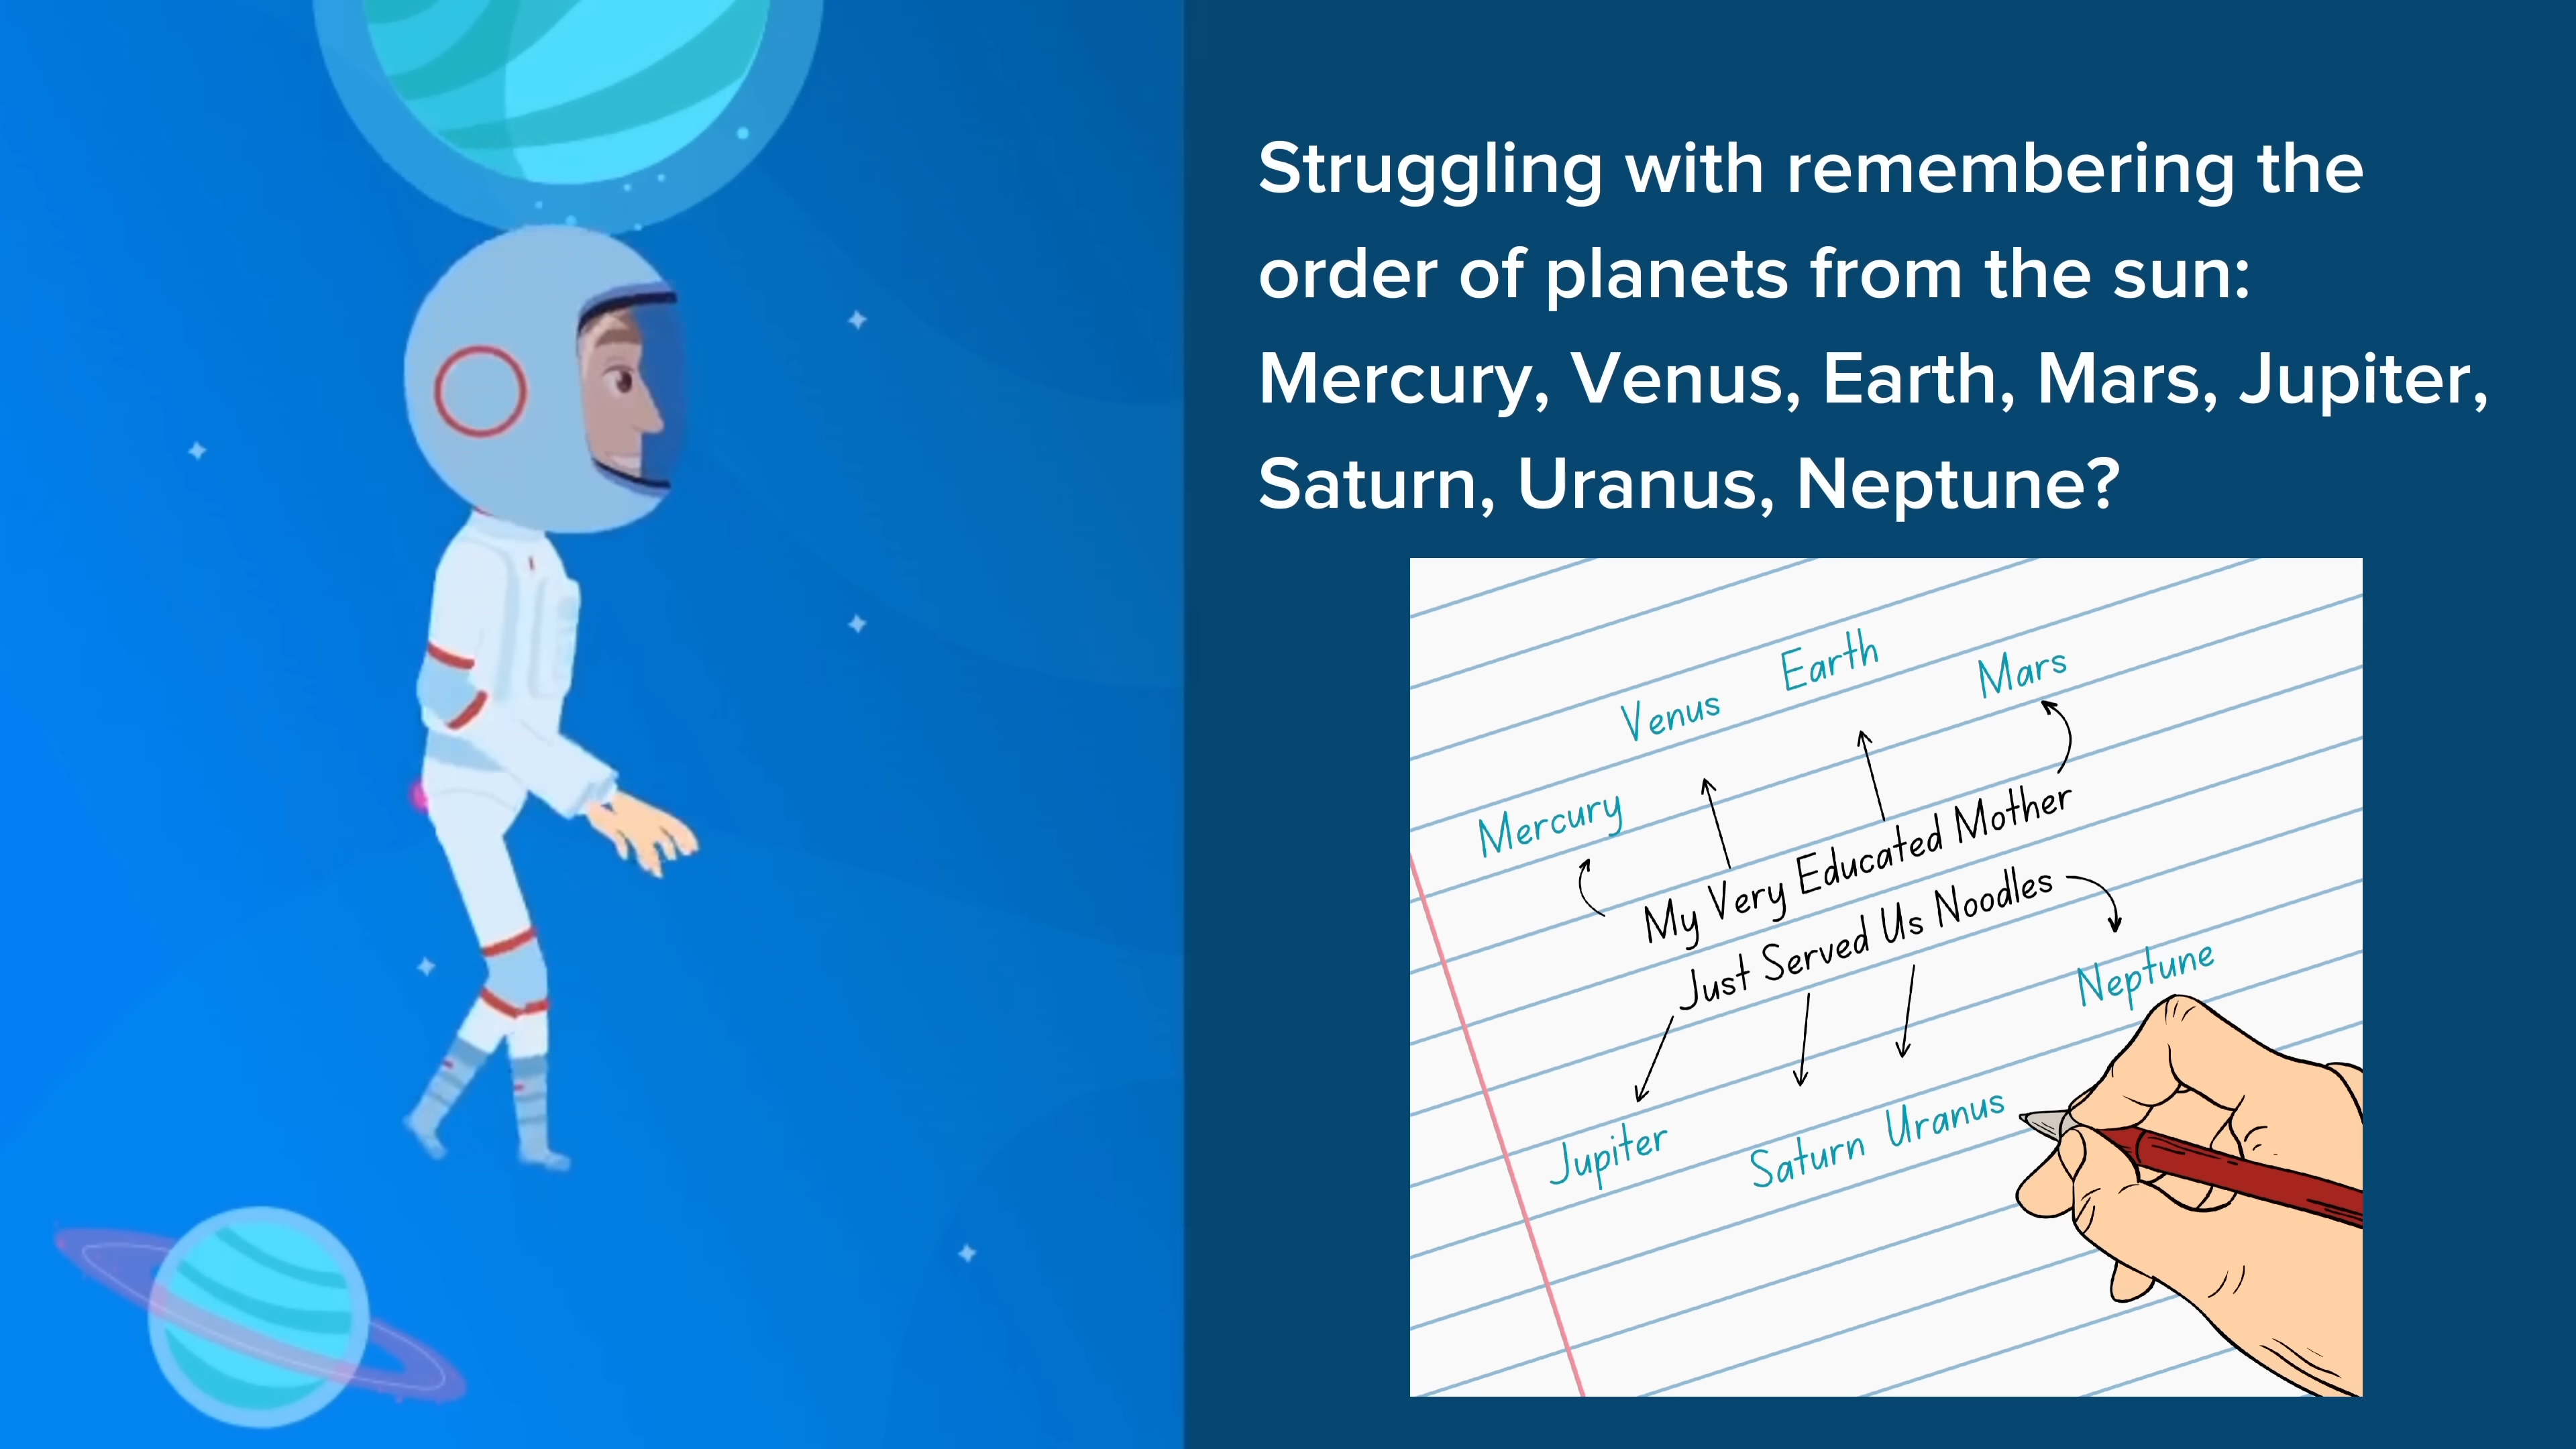 Struggling with remembering the
order of planets from the sun:
Mercury, Venus, Earth, Mars, Jupiter,
Saturn, Uranus, Neptune?
Mercury Venus Earth Mars
My Very Educated Mother
Just Served Us Noodles
Jupiter Saturn Uranus Neptune